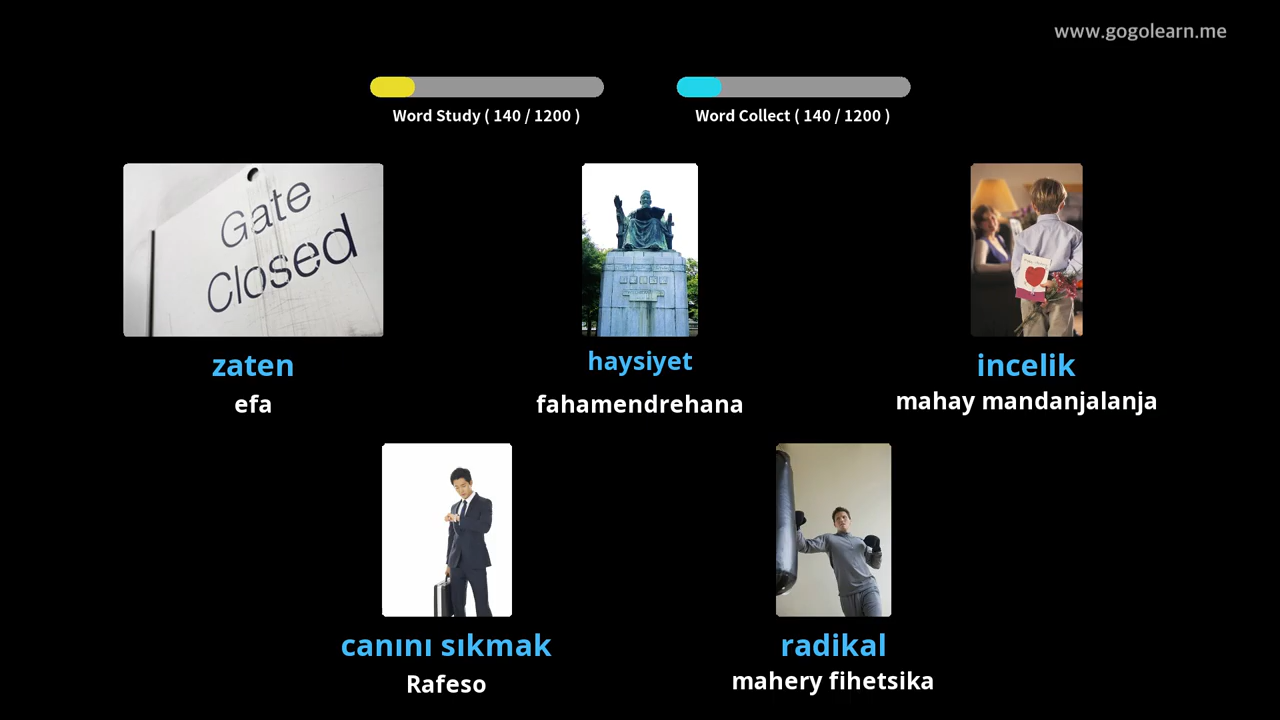 www.gogolearn.me
Word Study ( 140 / 1200 )
Word Collect ( 140 / 1200 )
Gate
Closed
zaten
efa
haysiyet
fahamendrehana
incelik
mahay mandanjalanja
canını sıkmak
Rafeso
radikal
mahery fihetsika